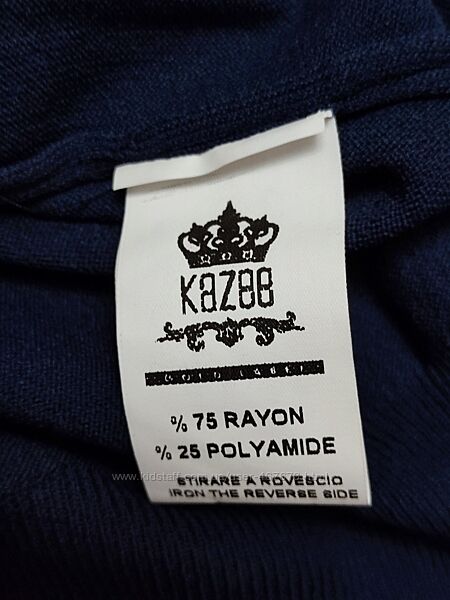 KaZee
% 75 RAYON
% 25 POLYAMIDE
STIRARE A ROVESCIO
IRON THE REVERSE SIDE